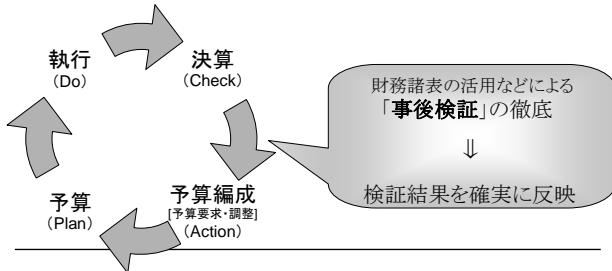 執行
(Do)
決算
(Check)
予算編成
[予算要求・調整]
(Action)
予算
(Plan)
財務諸表の活用などによる
「事後検証」の徹底
⇓
検証結果を確実に反映